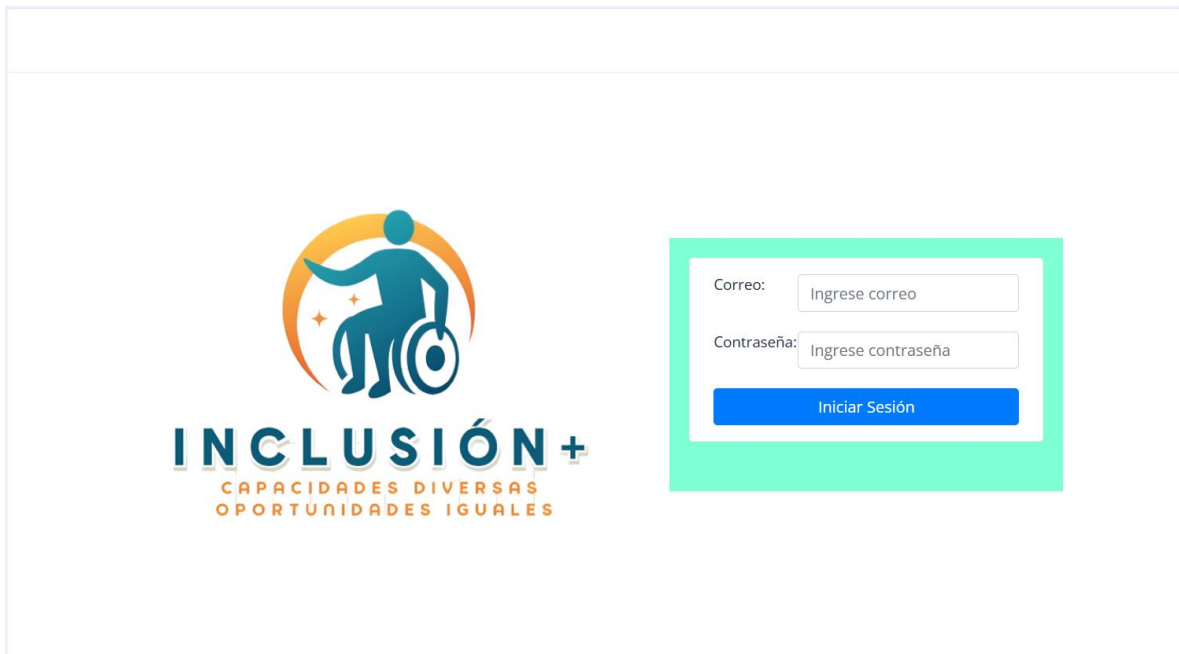 INCLUSIÓN+
CAPACIDADES DIVERSAS
OPORTUNIDADES IGUALES
Correo:
Ingrese correo
Contraseña:
Ingrese contraseña
Iniciar Sesión